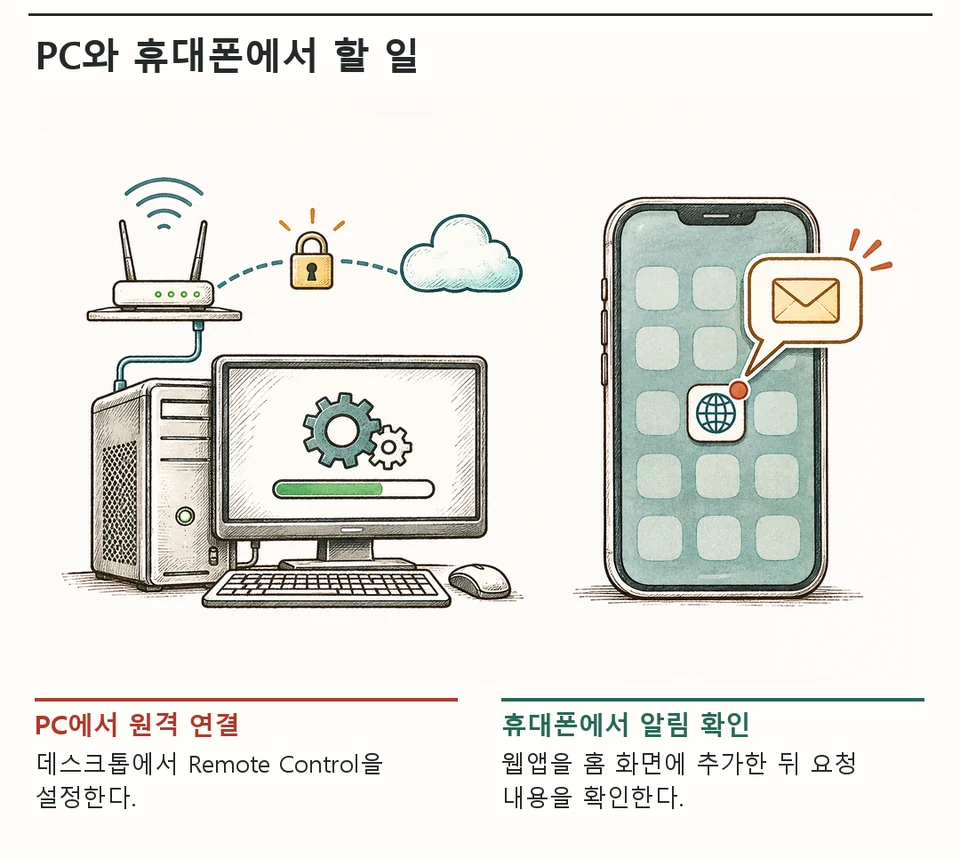 PC와 휴대폰에서 할 일
PC에서 원격 연결
데스크톱에서 Remote Control을
설정한다.
휴대폰에서 알림 확인
웹앱을 홈 화면에 추가한 뒤 요청
내용을 확인한다.